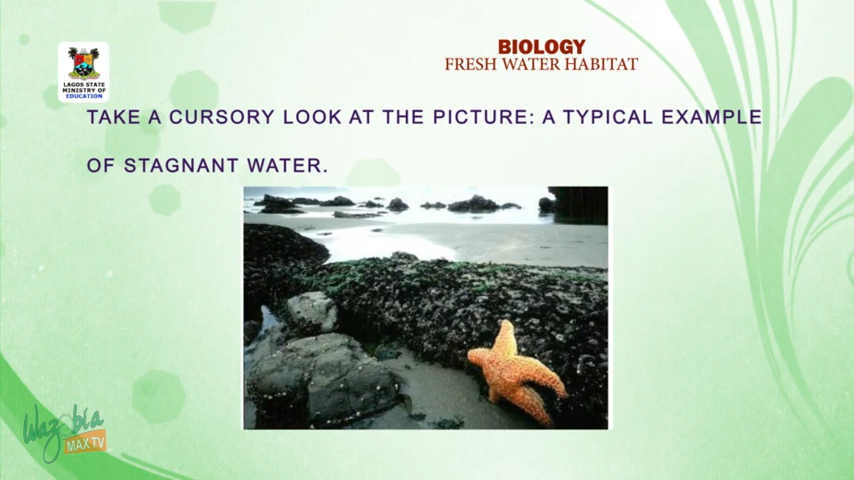 BIOLOGY
FRESH WATER HABITAT
LAGOS STATE
MINISTRY OF
EDUCATION
TAKE A CURSORY LOOK AT THE PICTURE: A TYPICAL EXAMPLE
OF STAGNANT WATER.
Wazobia
MAX TV